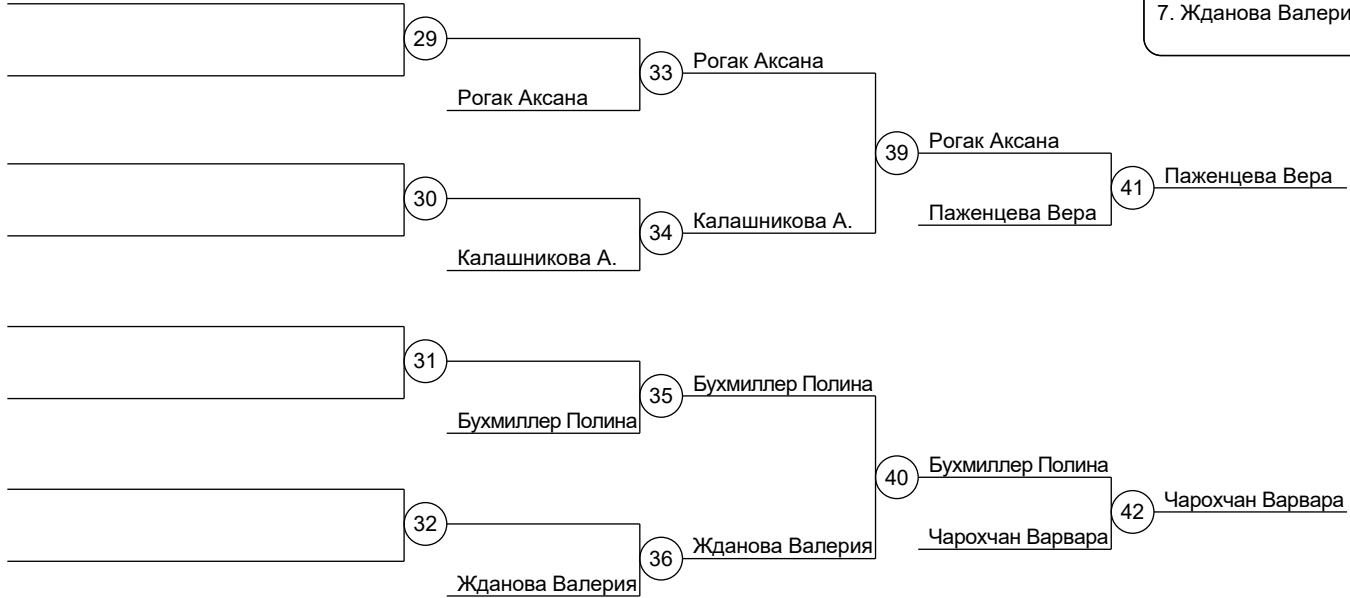 7. Жданова Валери
29
33
Рогак Аксана
Рогак Аксана
39
Рогак Аксана
41
Паженцева Вера
30
34
Калашникова А.
Паженцева Вера
Калашникова А.
31
35
Бухмиллер Полина
Бухмиллер Полина
40
Бухмиллер Полина
42
Чарохчан Варвара
32
36
Жданова Валерия
Чарохчан Варвара
Жданова Валерия